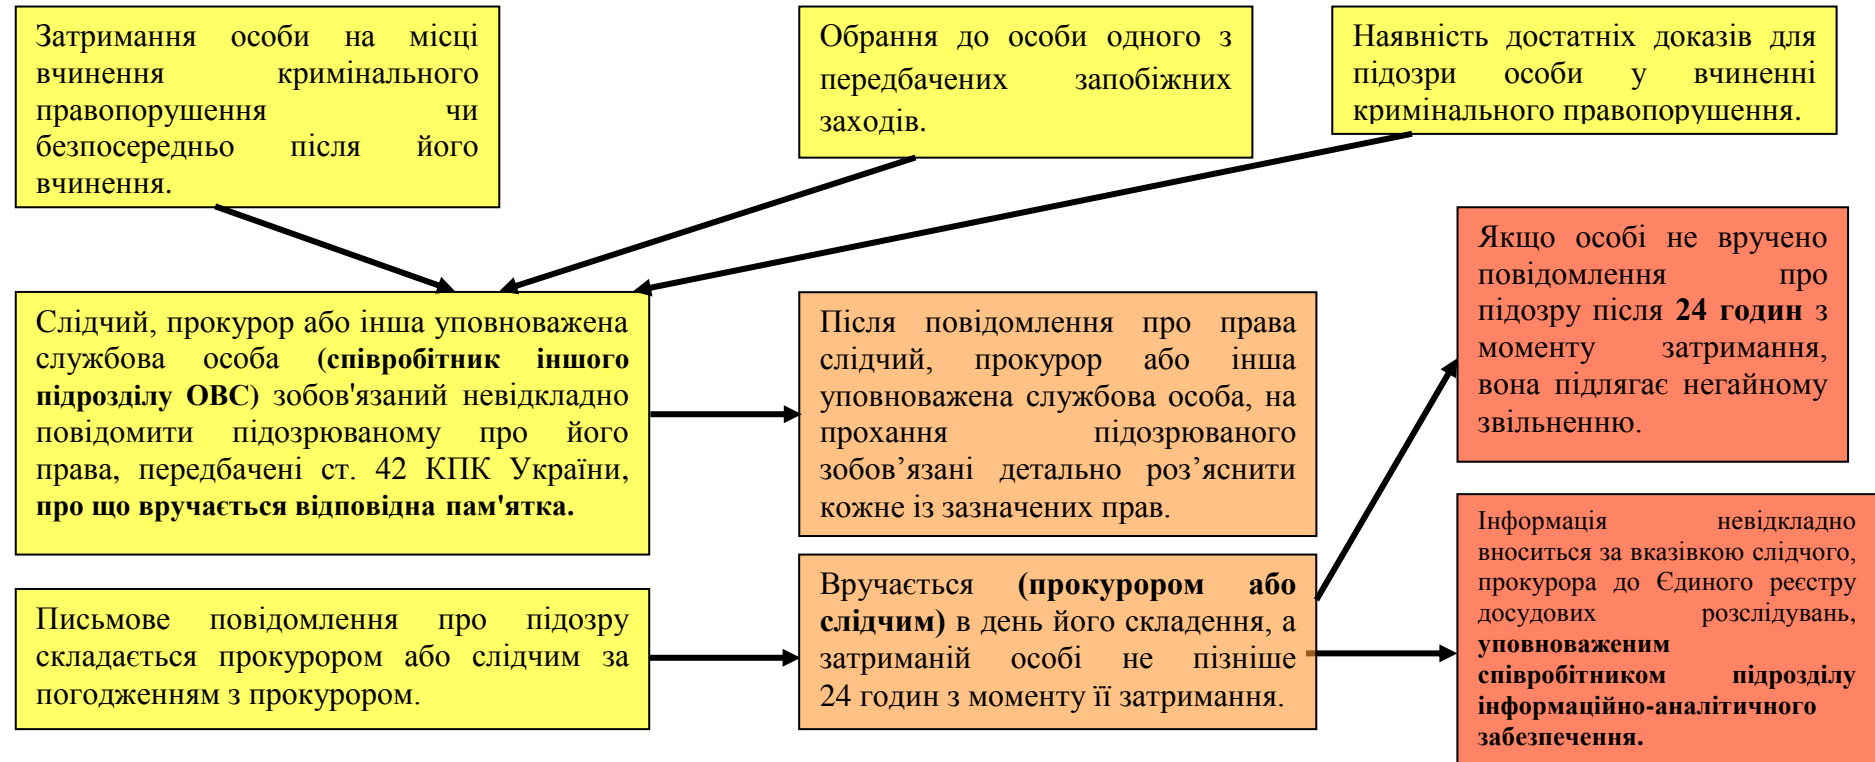 Затримання особи на місці
вчинення кримінального
правопорушення чи
безпосередньо після його
вчинення.
Обрання до особи одного з
передбачених запобіжних
заходів.
Наявність достатніх доказів для
підозри особи у вчиненні
кримінального правопорушення.
Слідчий, прокурор або інша уповноважена
службова особа (співробітник іншого
підрозділу ОВС) зобов'язаний невідкладно
повідомити підозрюваному про його
права, передбачені ст. 42 КПК України,
про що вручається відповідна пам'ятка.
Після повідомлення про права
слідчий, прокурор або інша
уповноважена службова особа, на
прохання підозрюваного
зобов’язані детально роз’яснити
кожне із зазначених прав.
Якщо особі не вручено
повідомлення про
підозру після 24 годин з
моменту затримання,
вона підлягає негайному
звільненню.
Письмове повідомлення про підозру
складається прокурором або слідчим за
погодженням з прокурором.
Вручається (прокурором або
слідчим) в день його складення, а
затриманій особі не пізніше
24 годин з моменту її затримання.
Інформація невідкладно
вноситься за вказівкою слідчого,
прокурора до Єдиного реєстру
досудових розслідувань,
уповноваженим
співробітником підрозділу
інформаційно-аналітичного
забезпечення.